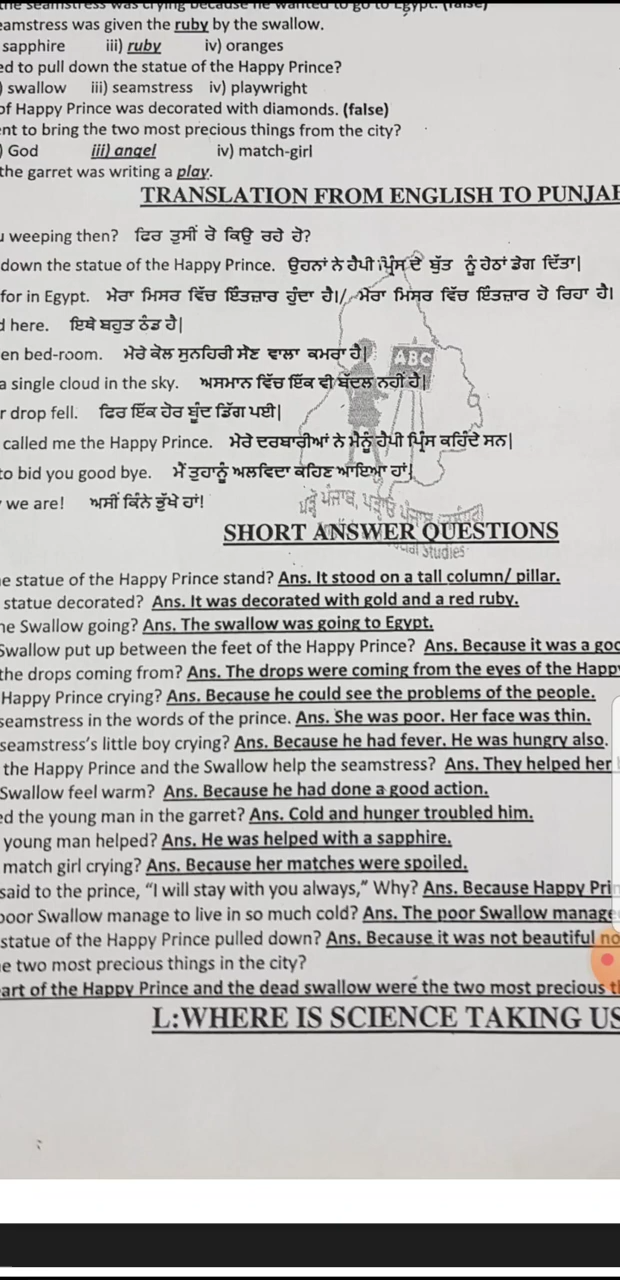 the seamstress was crying because he wanted to go to Egypt. (false)
eamstress was given the ruby by the swallow.
sapphire iii) ruby iv) oranges
ed to pull down the statue of the Happy Prince?
) swallow iii) seamstress iv) playwright
of Happy Prince was decorated with diamonds. (false)
nt to bring the two most precious things from the city?
) God iii) angel iv) match-girl
the garret was writing a play.
TRANSLATION FROM ENGLISH TO PUNJAB
u weeping then? ਫਿਰ ਤੁਸੀਂ ਰੋ ਕਿਉ ਰਹੇ ਹੋ?
down the statue of the Happy Prince. ਉਹਨਾਂ ਨੇ ਹੈਪੀ ਪ੍ਰਿੰਸ ਦੇ ਬੁੱਤ ਨੂੰ ਹੇਠਾਂ ਡੇਗ ਦਿੱਤਾ|
for in Egypt. ਮੇਰਾ ਮਿਸਰ ਵਿੱਚ ਇੰਤਜ਼ਾਰ ਹੁੰਦਾ ਹੈ।/ ਮੇਰਾ ਮਿਸਰ ਵਿੱਚ ਇੰਤਜ਼ਾਰ ਹੋ ਰਿਹਾ ਹੈ।
d here. ਇਥੇ ਬਹੁਤ ਠੰਡ ਹੈ|
en bed-room. ਮੇਰੇ ਕੋਲ ਸੁਨਹਿਰੀ ਸੌਣ ਵਾਲਾ ਕਮਰਾ ਹੈ|
ABC
a single cloud in the sky. ਅਸਮਾਨ ਵਿੱਚ ਇੱਕ ਵੀ ਬੱਦਲ ਨਹੀਂ ਹੈ|
r drop fell. ਫਿਰ ਇੱਕ ਹੋਰ ਬੂੰਦ ਡਿੱਗ ਪਈ|
called me the Happy Prince. ਮੇਰੇ ਦਰਬਾਰੀਆਂ ਨੇ ਮੈਨੂੰ ਹੈਪੀ ਪ੍ਰਿੰਸ ਕਹਿੰਦੇ ਸਨ|
to bid you good bye. ਮੈਂ ਤੁਹਾਨੂੰ ਅਲਵਿਦਾ ਕਹਿਣ ਆਇਆ ਹਾਂ|
we are! ਅਸੀਂ ਕਿੰਨੇ ਭੁੱਖੇ ਹਾਂ!
ਪੜ੍ਹੋ ਪੰਜਾਬ, ਪੜ੍ਹਾਓ ਪੰਜਾਬ
SHORT ANSWER QUESTIONS
Studies
e statue of the Happy Prince stand? Ans. It stood on a tall column/ pillar.
statue decorated? Ans. It was decorated with gold and a red ruby.
he Swallow going? Ans. The swallow was going to Egypt.
Swallow put up between the feet of the Happy Prince? Ans. Because it was a goo
the drops coming from? Ans. The drops were coming from the eyes of the Happy
Happy Prince crying? Ans. Because he could see the problems of the people.
seamstress in the words of the prince. Ans. She was poor. Her face was thin.
seamstress's little boy crying? Ans. Because he had fever. He was hungry also.
the Happy Prince and the Swallow help the seamstress? Ans. They helped her
Swallow feel warm? Ans. Because he had done a good action.
ed the young man in the garret? Ans. Cold and hunger troubled him.
young man helped? Ans. He was helped with a sapphire.
match girl crying? Ans. Because her matches were spoiled.
said to the prince, "I will stay with you always," Why? Ans. Because Happy Prin
poor Swallow manage to live in so much cold? Ans. The poor Swallow manage
statue of the Happy Prince pulled down? Ans. Because it was not beautiful no
e two most precious things in the city?
art of the Happy Prince and the dead swallow were the two most precious t
L:WHERE IS SCIENCE TAKING US